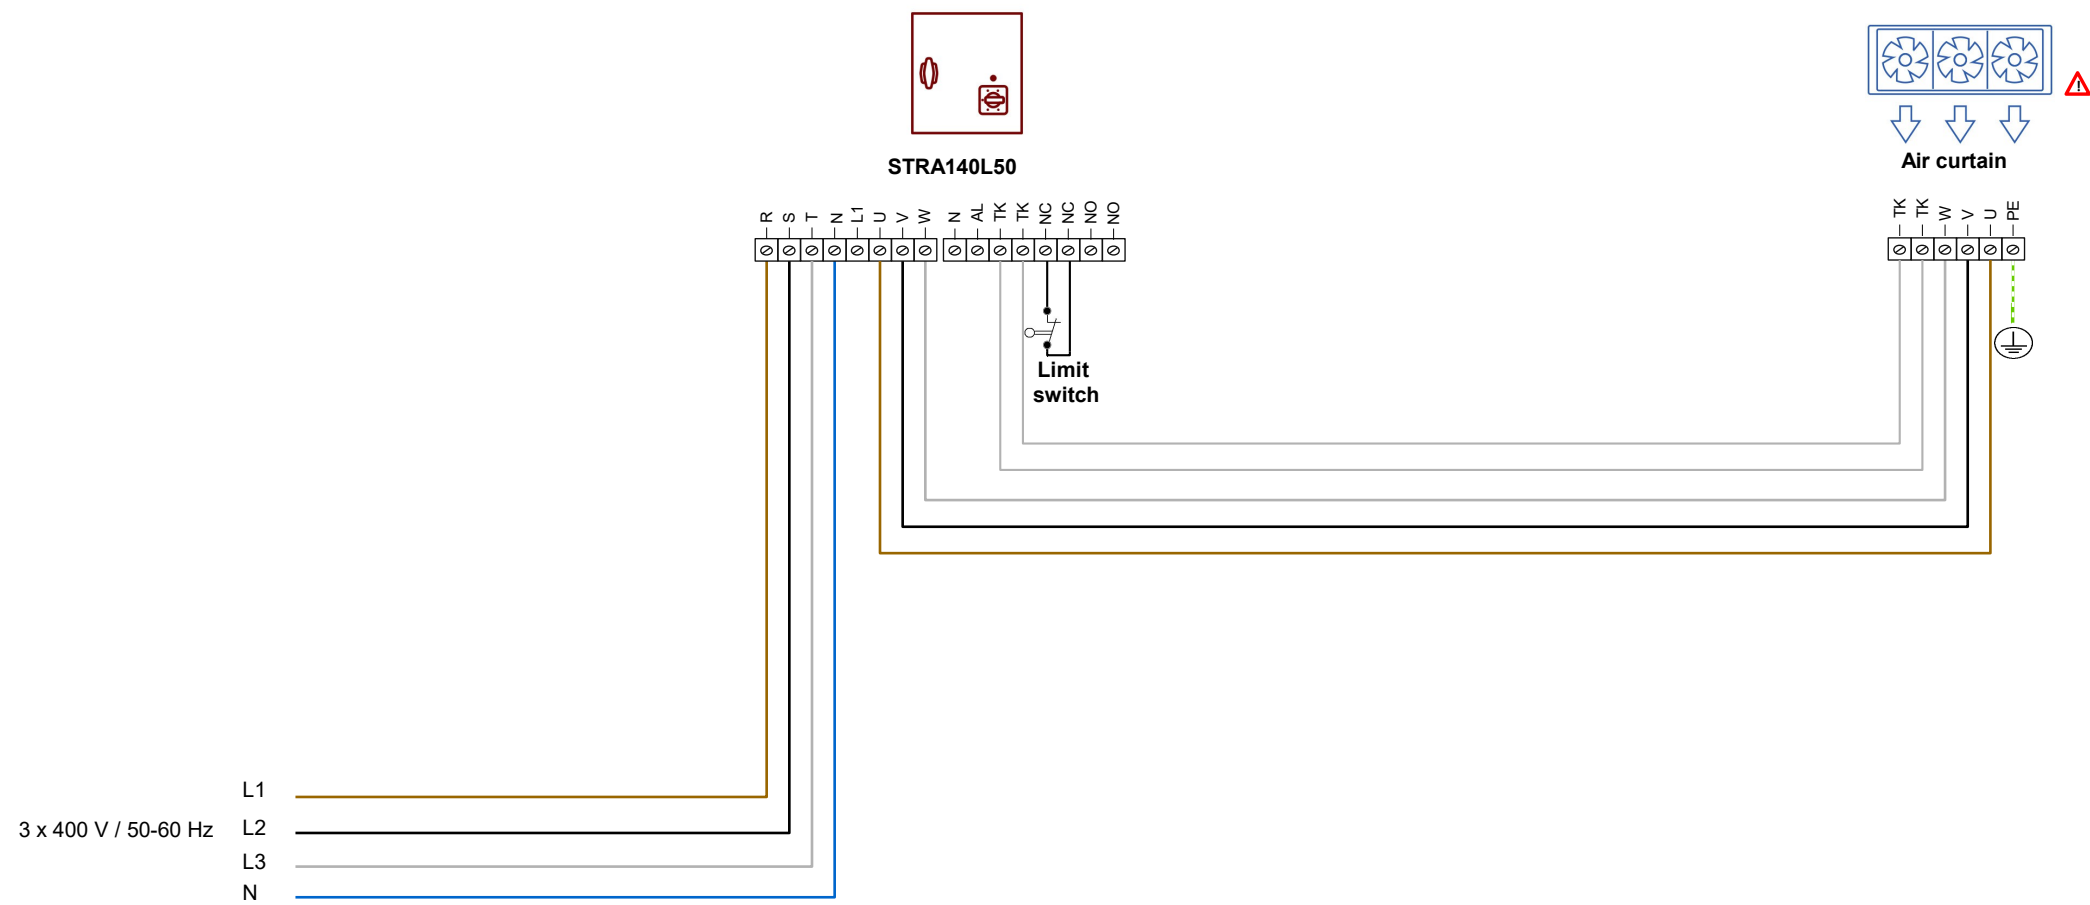 STRA140L50
Air curtain
R S T N L1 U V W N AL TK TK NC NC NO NO
TK TK W V U PE
Limit
switch
L1
3 x 400 V / 50-60 Hz L2
L3
N